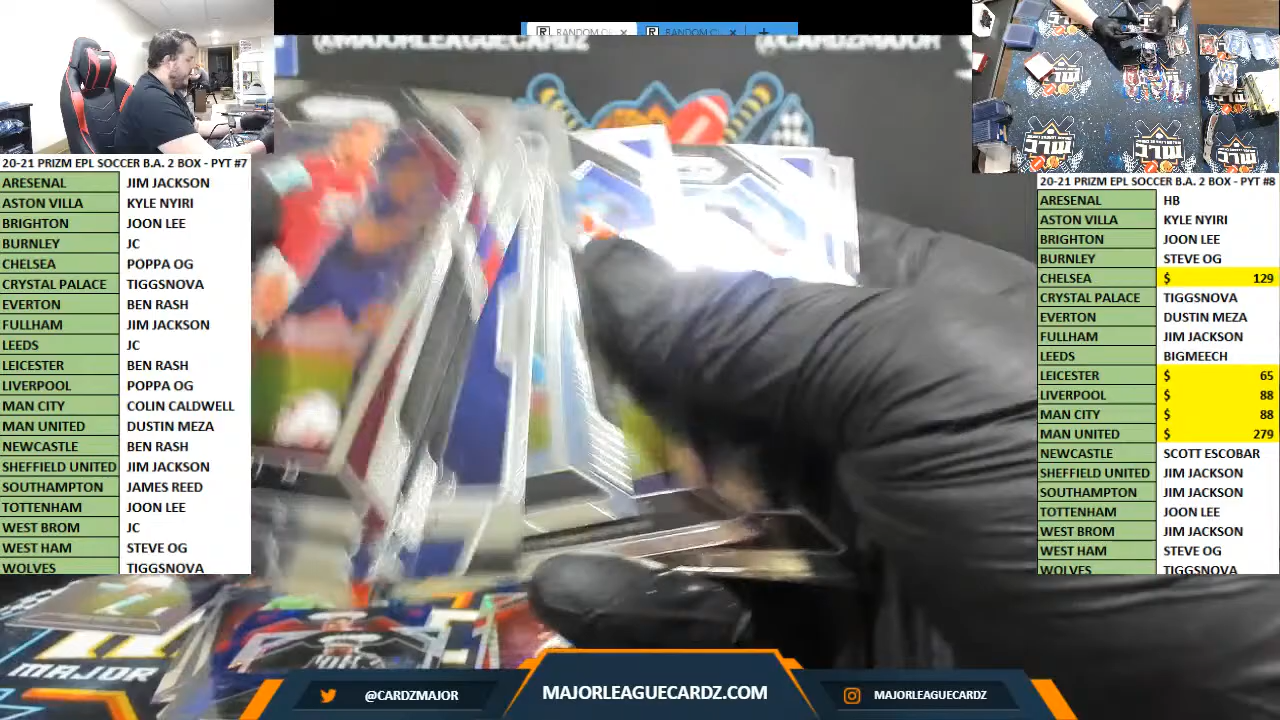 RANDOM
RANDOM
@MAJORLEAGUECARDZ
@CARDZMAJOR
20-21 PRIZM EPL SOCCER B.A. 2 BOX - PYT #7
ARESENAL JIM JACKSON
ASTON VILLA KYLE NYIRI
BRIGHTON JOON LEE
BURNLEY JC
CHELSEA POPPA OG
CRYSTAL PALACE TIGGSNOVA
EVERTON BEN RASH
FULLHAM JIM JACKSON
LEEDS JC
LEICESTER BEN RASH
LIVERPOOL POPPA OG
MAN CITY COLIN CALDWELL
MAN UNITED DUSTIN MEZA
NEWCASTLE BEN RASH
SHEFFIELD UNITED JIM JACKSON
SOUTHAMPTON JAMES REED
TOTTENHAM JOON LEE
WEST BROM JC
WEST HAM STEVE OG
WOLVES TIGGSNOVA
20-21 PRIZM EPL SOCCER B.A. 2 BOX - PYT #8
ARESENAL HB
ASTON VILLA KYLE NYIRI
BRIGHTON JOON LEE
BURNLEY STEVE OG
CHELSEA $ 129
CRYSTAL PALACE TIGGSNOVA
EVERTON DUSTIN MEZA
FULLHAM JIM JACKSON
LEEDS BIGMEECH
LEICESTER $ 65
LIVERPOOL $ 88
MAN CITY $ 88
MAN UNITED $ 279
NEWCASTLE SCOTT ESCOBAR
SHEFFIELD UNITED JIM JACKSON
SOUTHAMPTON JIM JACKSON
TOTTENHAM JOON LEE
WEST BROM JIM JACKSON
WEST HAM STEVE OG
WOLVES TIGGSNOVA
MAJOR
@CARDZMAJOR
MAJORLEAGUECARDZ.COM
MAJORLEAGUECARDZ